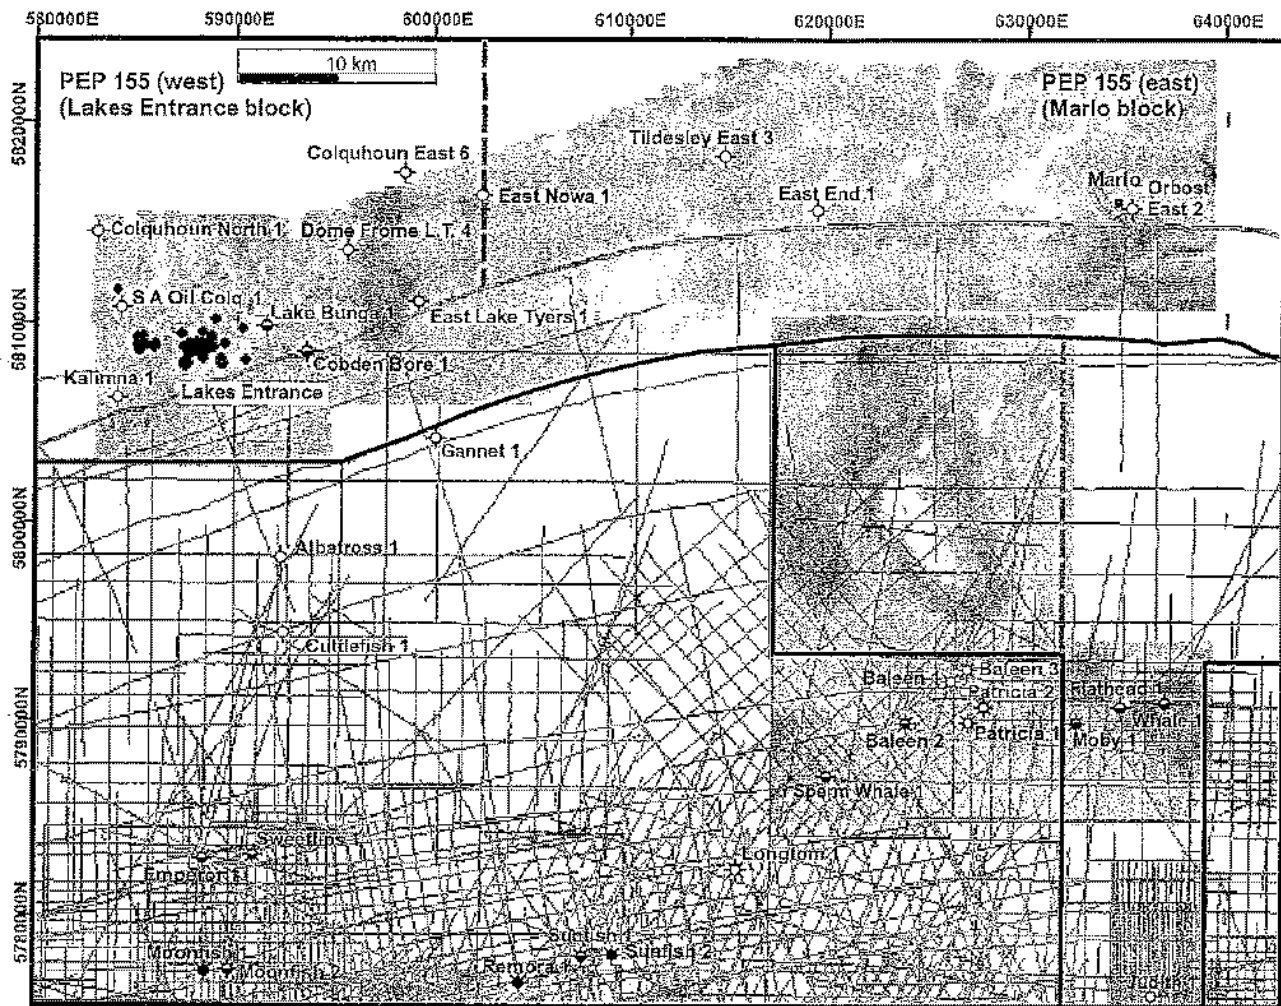 580000E
590000E
600000E
610000E
620000E
630000E
640000E
10 km
PEP 155 (west)
(Lakes Entrance block)
PEP 155 (east)
(Marlo block)
5820000N
Tildesley East 3
Colquhoun East 6
East Nowa 1
East End 1
Marlo
Orbost
East 2
Colquhoun North 1
Dome Frome L.T. 4
S A Oil Colq. 1
Lake Bunga 1
East Lake Tyers 1
5810000N
Cobden Bore 1
Kalimna 1
Lakes Entrance
Gannet 1
5800000N
Albatross 1
Cuttlefish 1
Baleen 1
Baleen 3
Patricia 2
Flathead 1
Whale 1
5790000N
Baleen 2
Patricia 1
Moby 1
Sperm Whale 1
Sweetlips
Emperor 1
Longtom 1
5780000N
Moonfish 1
Moonfish 2
Sunfish 1
Sunfish 2
Remora 1
Judith